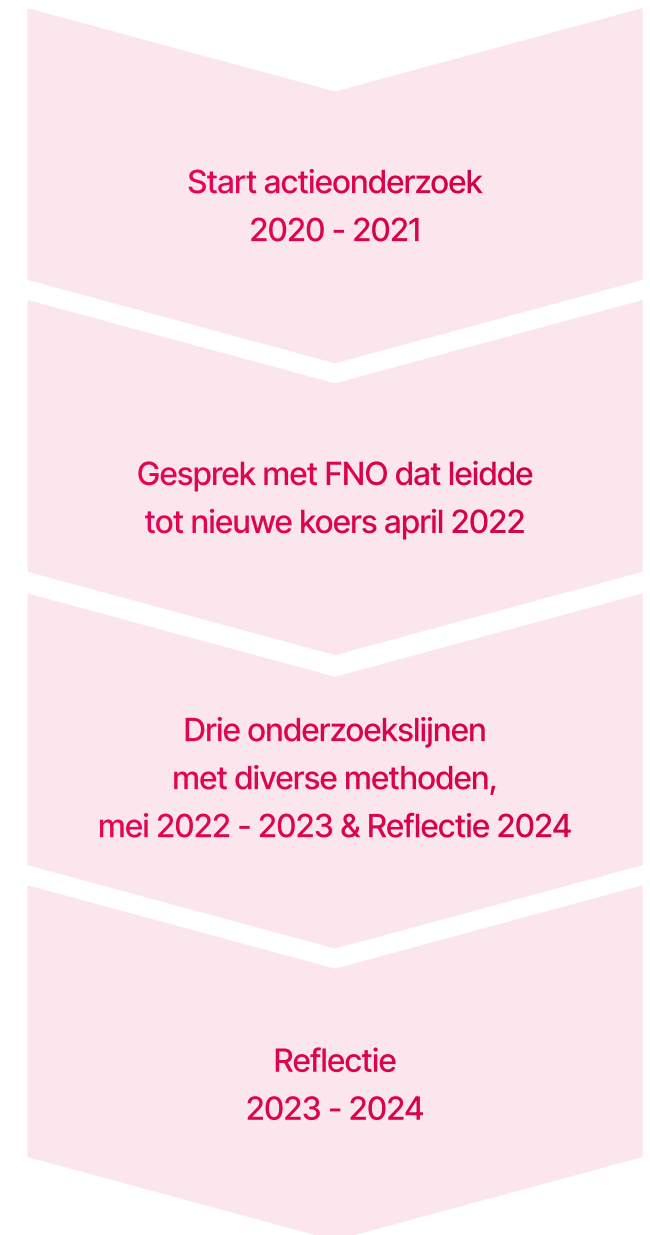 Start actieonderzoek
2020 - 2021
Gesprek met FNO dat leidde
tot nieuwe koers april 2022
Drie onderzoekslijnen
met diverse methoden,
mei 2022 - 2023 & Reflectie 2024
Reflectie
2023 - 2024